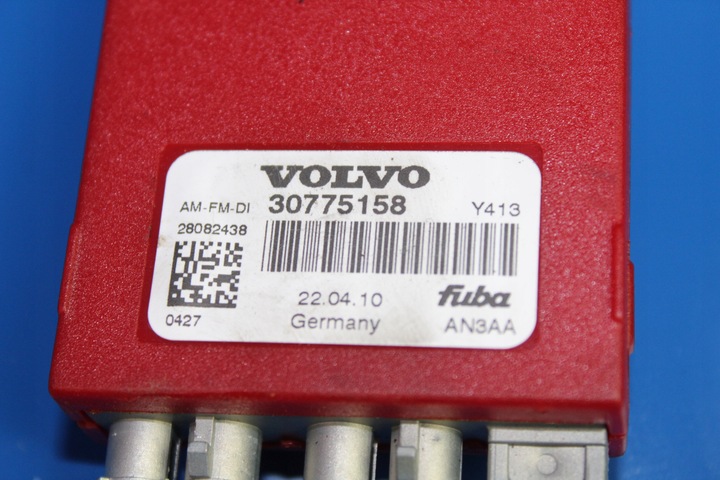 VOLVO
AM-FM-DI 30775158 Y413
28082438
22.04.10 fuba
0427 Germany AN3AA